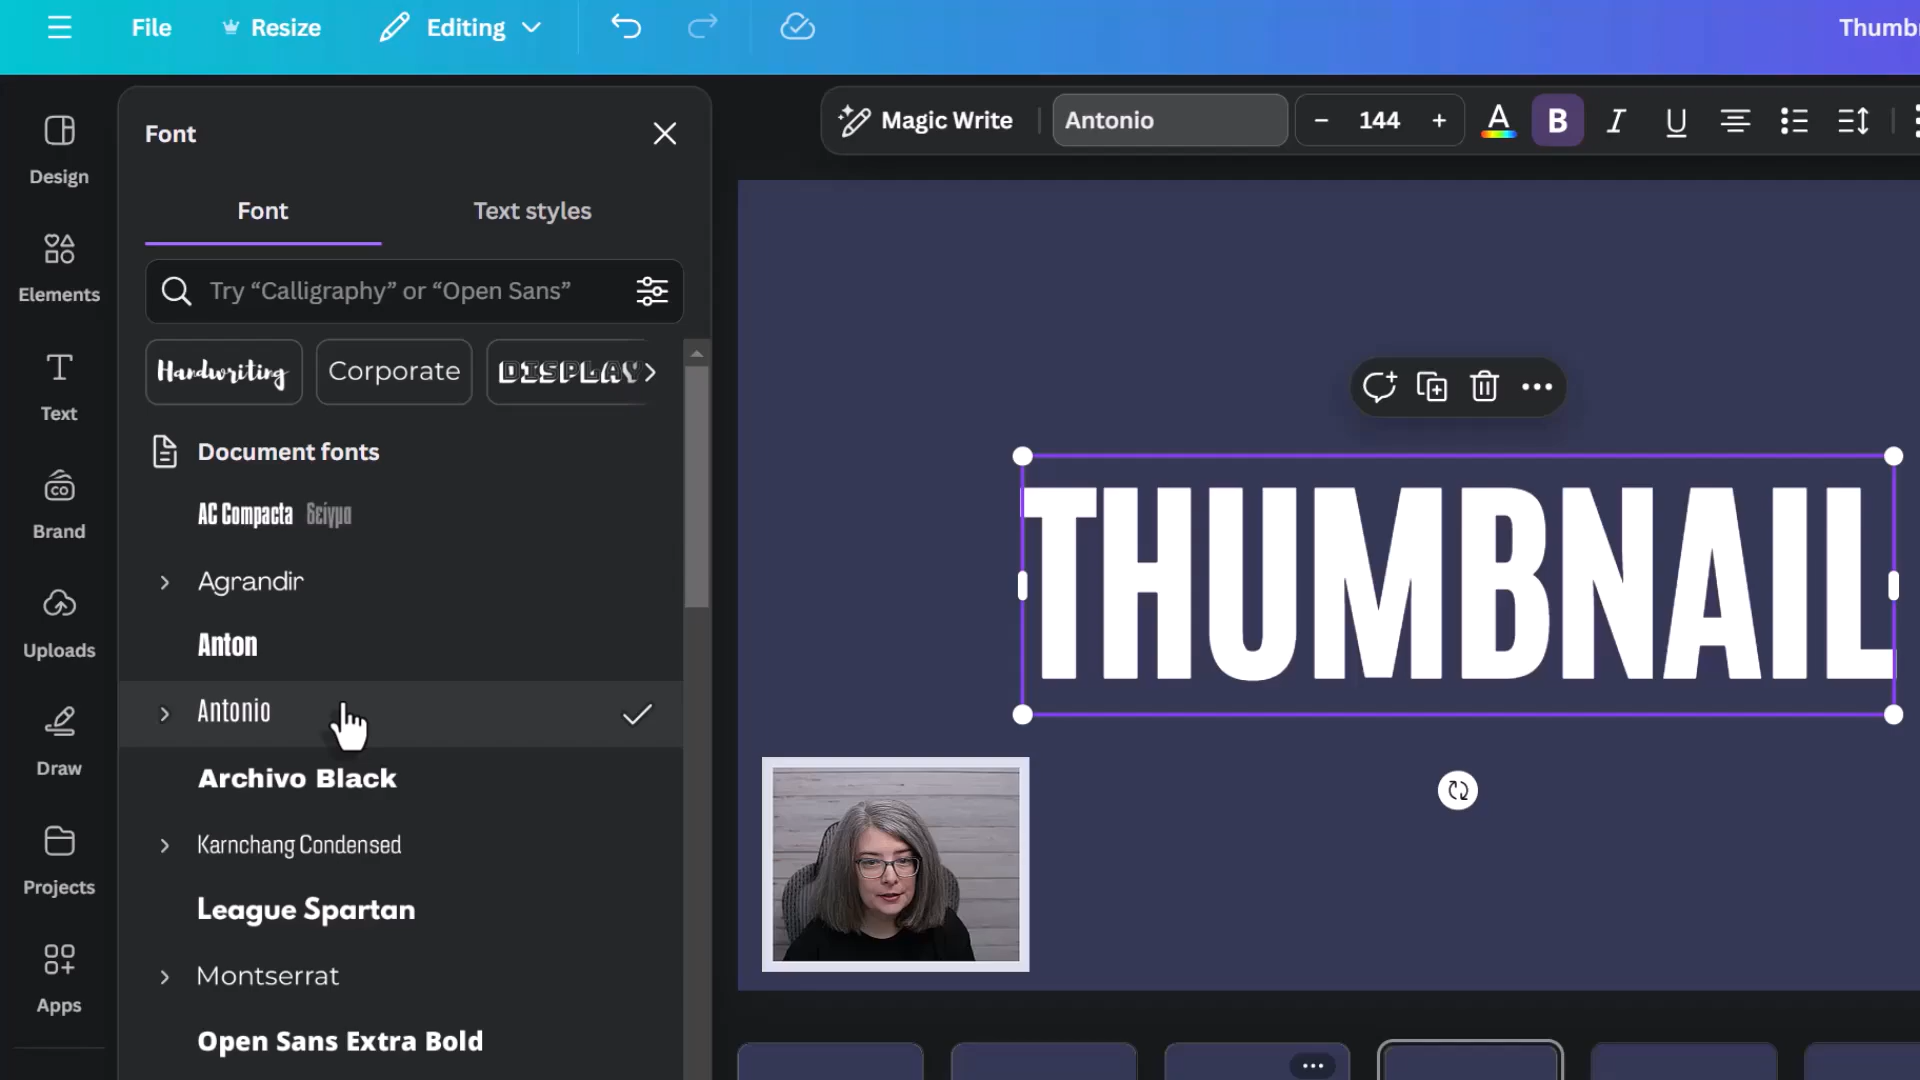 File Resize Editing Thumb
Font
Magic Write Antonio – 144 + A B I U
Design
Font Text styles
Elements
Try “Calligraphy” or “Open Sans”
Handwriting Corporate DISPLAY
Text
Document fonts
AC Compacta δείγμα
co
Brand
Agrandir
THUMBNAIL
Anton
Uploads
Antonio
Archivo Black
Draw
Karnchang Condensed
Projects
League Spartan
Montserrat
Apps
Open Sans Extra Bold